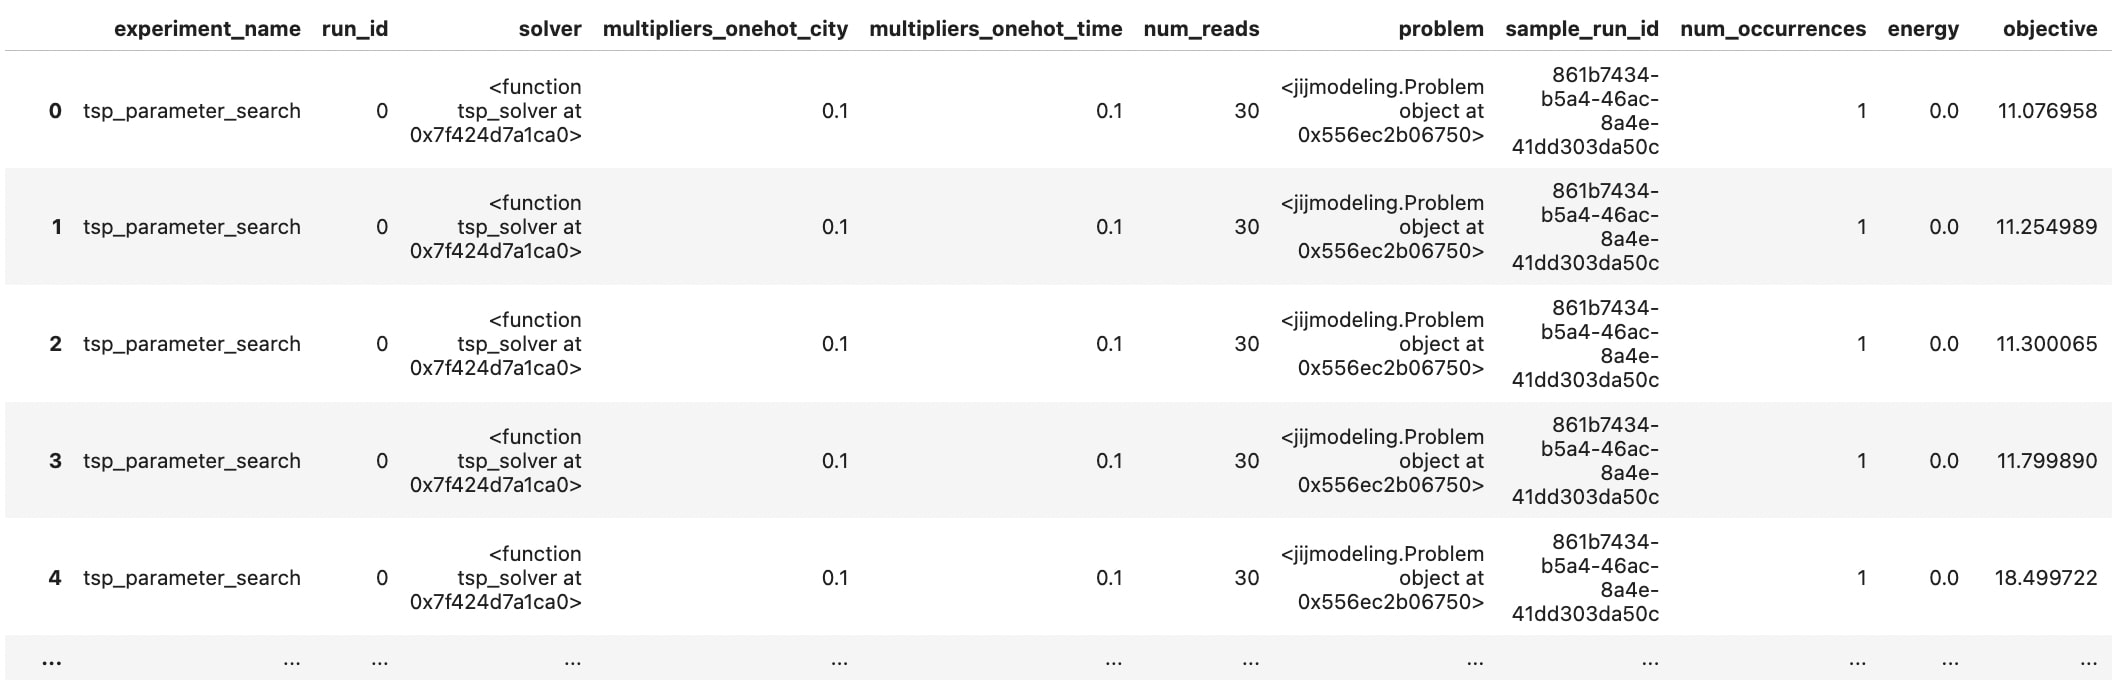 experiment_name run_id solver multipliers_onehot_city multipliers_onehot_time num_reads problem sample_run_id num_occurrences energy objective
0 tsp_parameter_search 0 <function tsp_solver at 0x7f424d7a1ca0> 0.1 0.1 30 <jijmodeling.Problem object at 0x556ec2b06750> 861b7434-b5a4-46ac-8a4e-41dd303da50c 1 0.0 11.076958
1 tsp_parameter_search 0 <function tsp_solver at 0x7f424d7a1ca0> 0.1 0.1 30 <jijmodeling.Problem object at 0x556ec2b06750> 861b7434-b5a4-46ac-8a4e-41dd303da50c 1 0.0 11.254989
2 tsp_parameter_search 0 <function tsp_solver at 0x7f424d7a1ca0> 0.1 0.1 30 <jijmodeling.Problem object at 0x556ec2b06750> 861b7434-b5a4-46ac-8a4e-41dd303da50c 1 0.0 11.300065
3 tsp_parameter_search 0 <function tsp_solver at 0x7f424d7a1ca0> 0.1 0.1 30 <jijmodeling.Problem object at 0x556ec2b06750> 861b7434-b5a4-46ac-8a4e-41dd303da50c 1 0.0 11.799890
4 tsp_parameter_search 0 <function tsp_solver at 0x7f424d7a1ca0> 0.1 0.1 30 <jijmodeling.Problem object at 0x556ec2b06750> 861b7434-b5a4-46ac-8a4e-41dd303da50c 1 0.0 18.499722
... ... ... ... ... ... ... ... ... ... ... ...